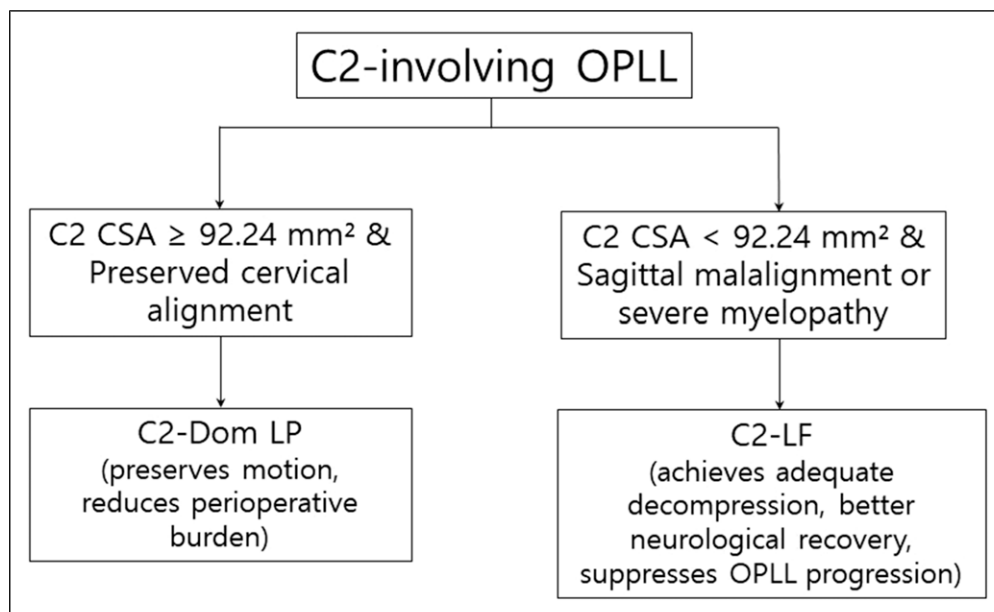 C2-involving OPLL
C2 CSA ≥ 92.24 mm² &
Preserved cervical
alignment
C2 CSA < 92.24 mm² &
Sagittal malalignment or
severe myelopathy
C2-Dom LP
(preserves motion,
reduces perioperative
burden)
C2-LF
(achieves adequate
decompression, better
neurological recovery,
suppresses OPLL progression)